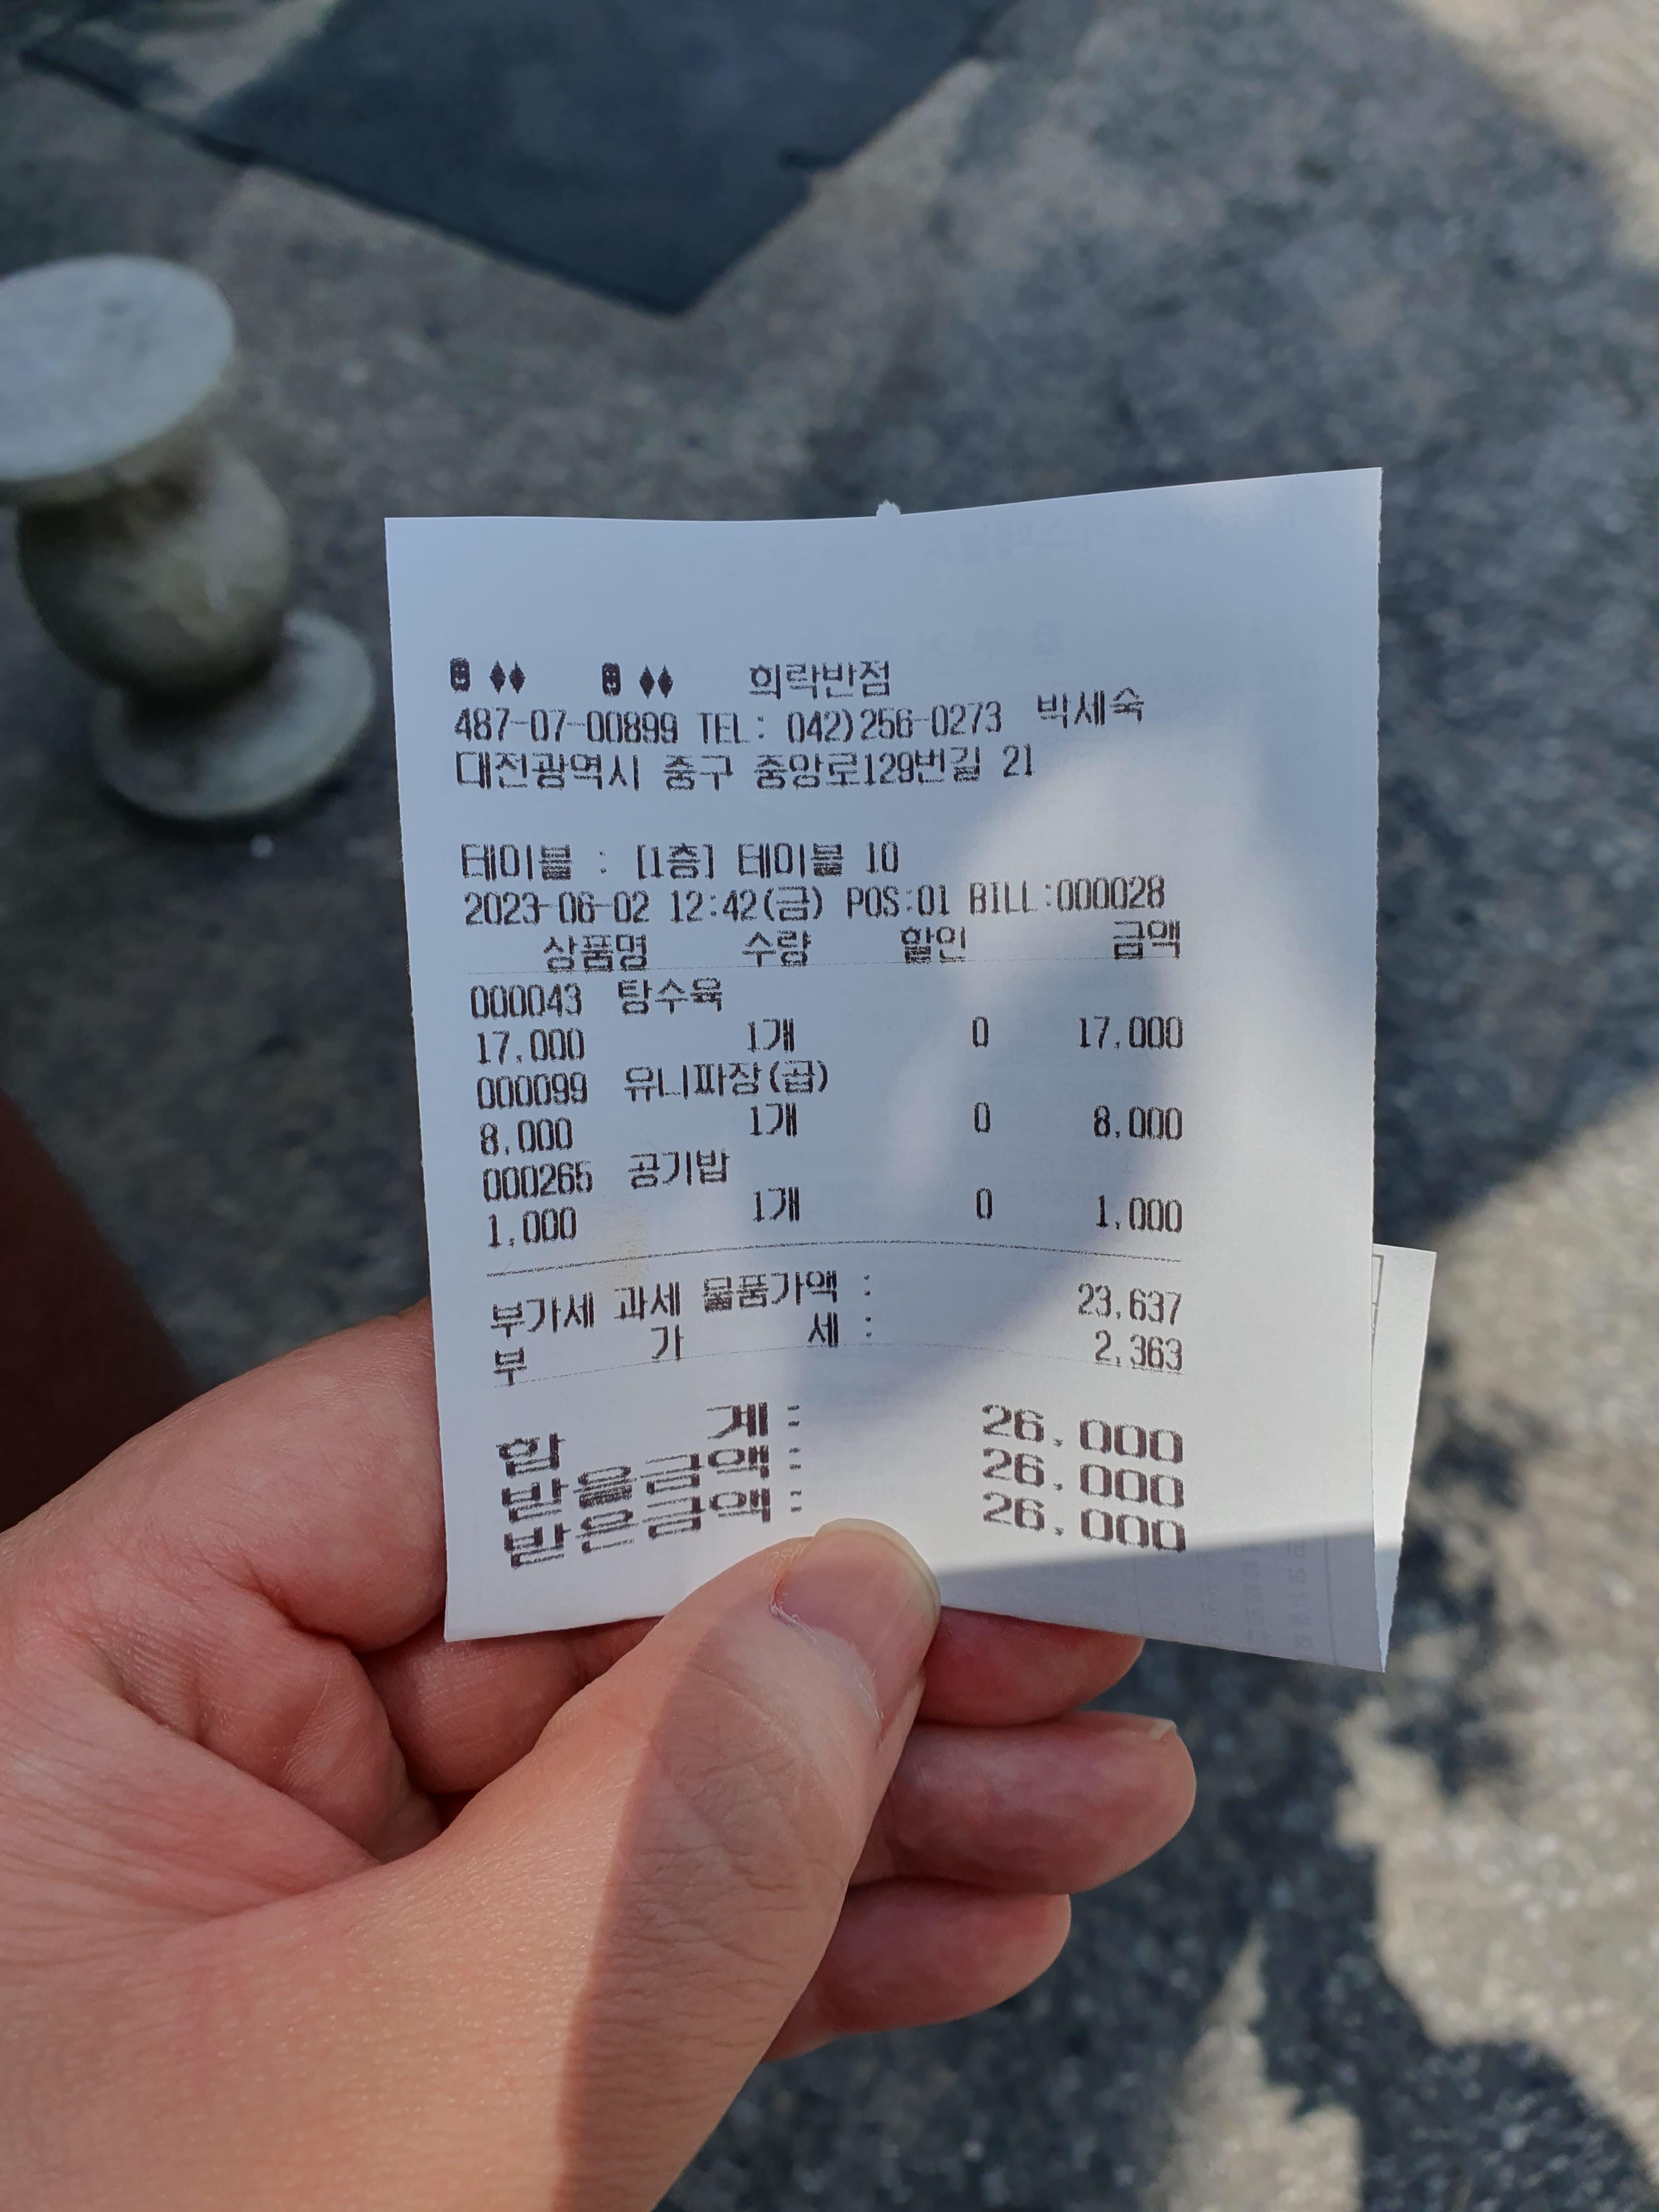 희락반점
487-07-00899 TEL: 042)256-0273 박세숙
대전광역시 중구 중앙로129번길 21
테이블 : [1층] 테이블 10
2023-06-02 12:42(금) POS:01 BILL:000028
상품명 수량 할인 금액
000043 탕수육
17,000 1개 0 17,000
000099 유니짜장(곱)
8,000 1개 0 8,000
000265 공기밥
1,000 1개 0 1,000
부가세 과세 물품가액 : 23,637
부 가 세 : 2,363
합 계 : 26,000
받을금액 : 26,000
받은금액 : 26,000